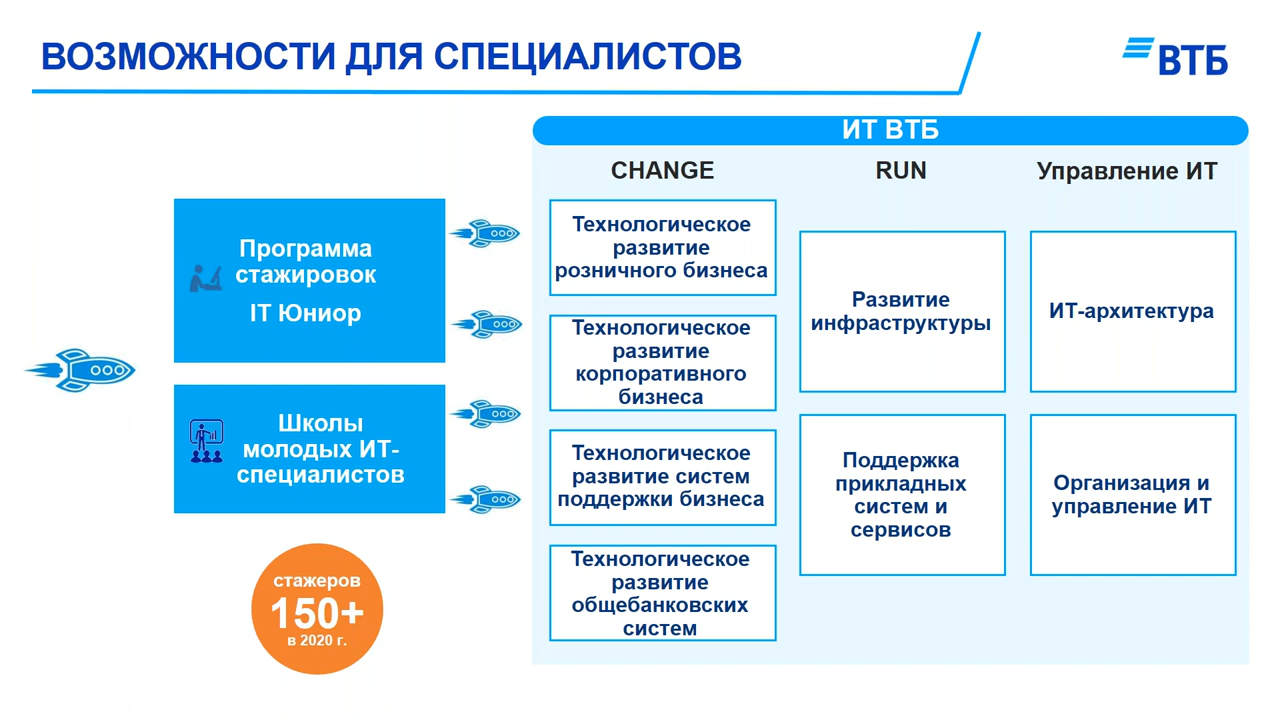 ВОЗМОЖНОСТИ ДЛЯ СПЕЦИАЛИСТОВ
ВТБ
Программа
стажировок
IT Юниор
Школы
молодых ИТ-
специалистов
стажеров
150+
в 2020 г.
ИТ ВТБ
CHANGE
Технологическое
развитие
розничного бизнеса
Технологическое
развитие
корпоративного
бизнеса
Технологическое
развитие систем
поддержки бизнеса
Технологическое
развитие
общебанковских
систем
RUN
Развитие
инфраструктуры
Поддержка
прикладных
систем и
сервисов
Управление ИТ
ИТ-архитектура
Организация и
управление ИТ